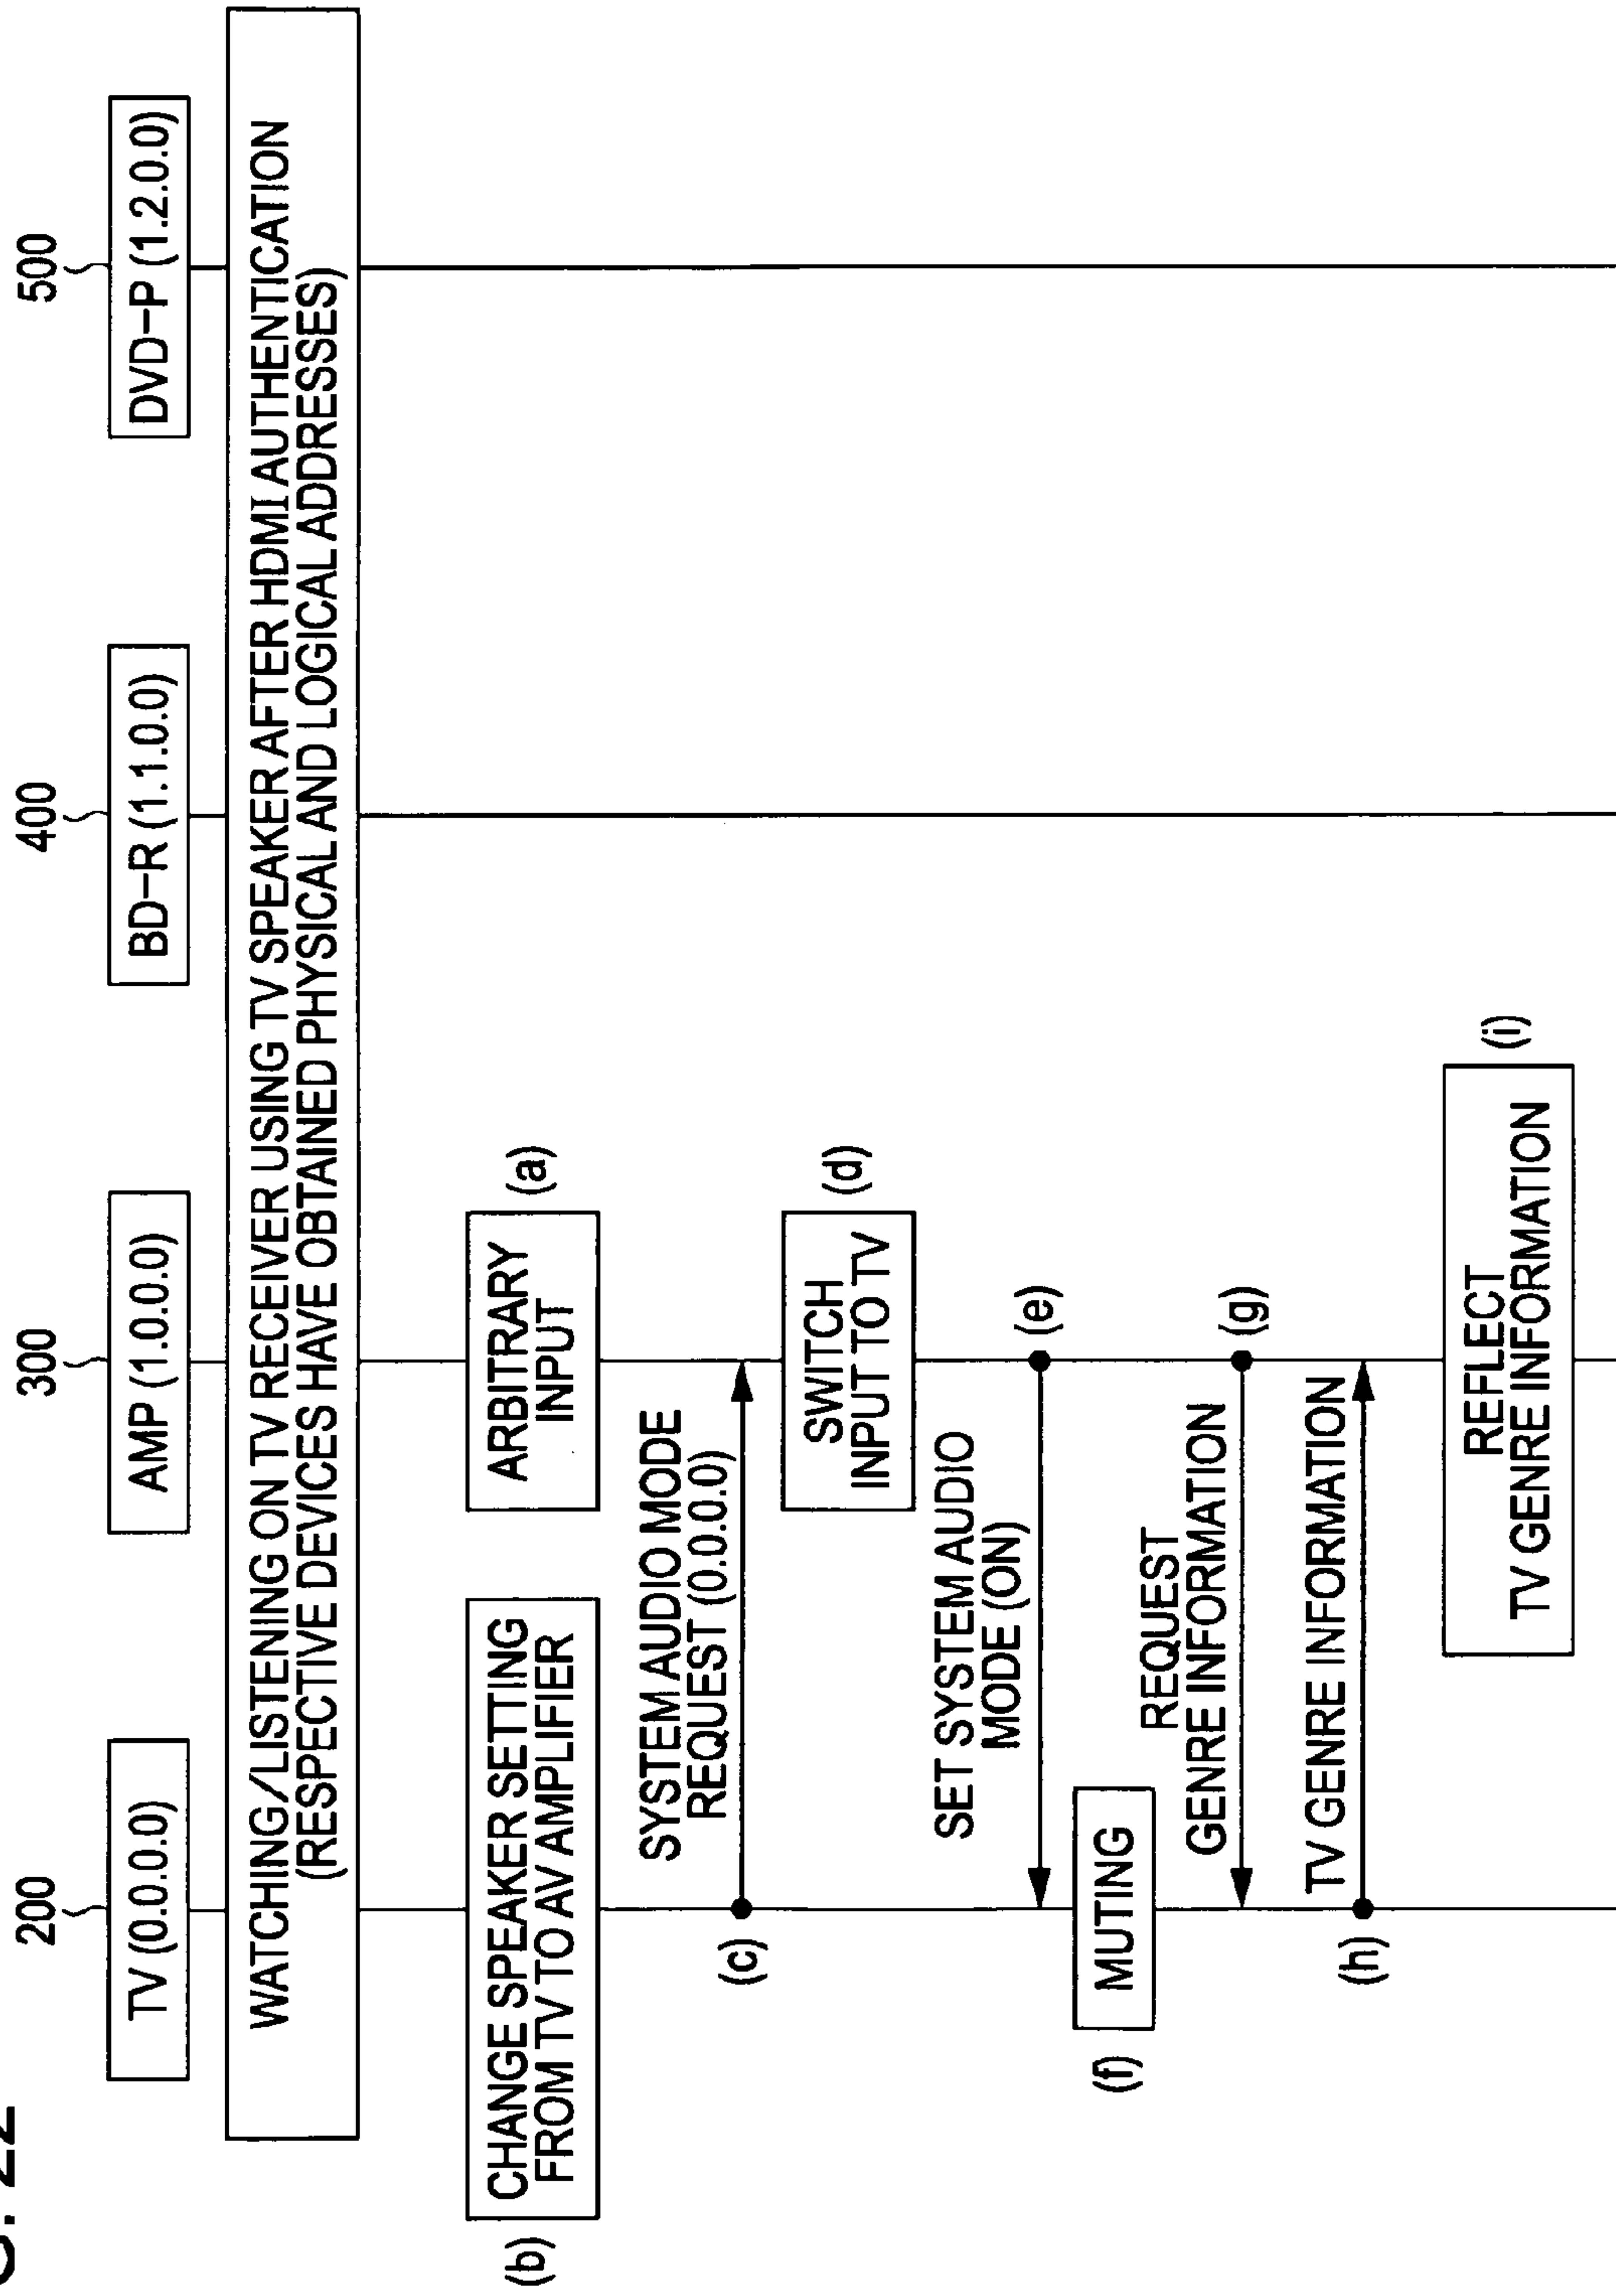 G. 22
200
300
400
500
TV (0.0.0.0)
AMP (1.0.0.0)
BD-R (1.1.0.0)
DVD-P (1.2.0.0)
WATCHING/LISTENING ON TV RECEIVER USING TV SPEAKER AFTER HDMI AUTHENTICATION
(RESPECTIVE DEVICES HAVE OBTAINED PHYSICAL AND LOGICAL ADDRESSES)
(b)
CHANGE SPEAKER SETTING
FROM TV TO AV AMPLIFIER
ARBITRARY
INPUT
(a)
SYSTEM AUDIO MODE
REQUEST (0.0.0.0)
(c)
SWITCH
INPUT TO TV
(d)
SET SYSTEM AUDIO
MODE (ON)
(e)
(f)
MUTING
REQUEST
GENRE INFORMATION
(g)
TV GENRE INFORMATION
(h)
REFLECT
TV GENRE INFORMATION
(i)